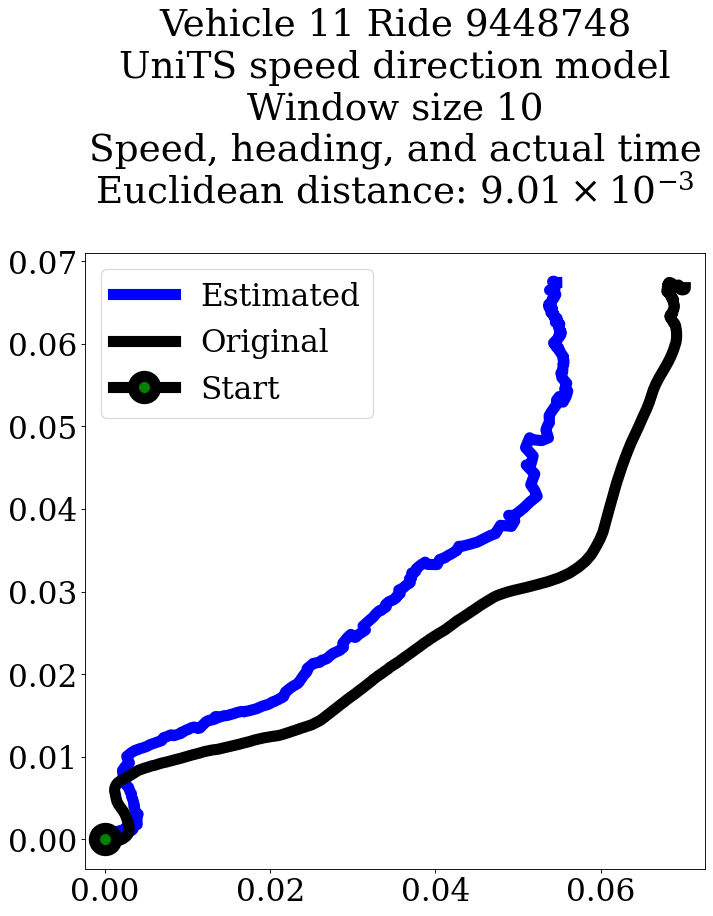 Vehicle 11 Ride 9448748
UniTS speed direction model
Window size 10
Speed, heading, and actual time
Euclidean distance: 9.01 × 10⁻³
0.07
0.06
0.05
0.04
0.03
0.02
0.01
0.00
Estimated
Original
Start
0.00 0.02 0.04 0.06